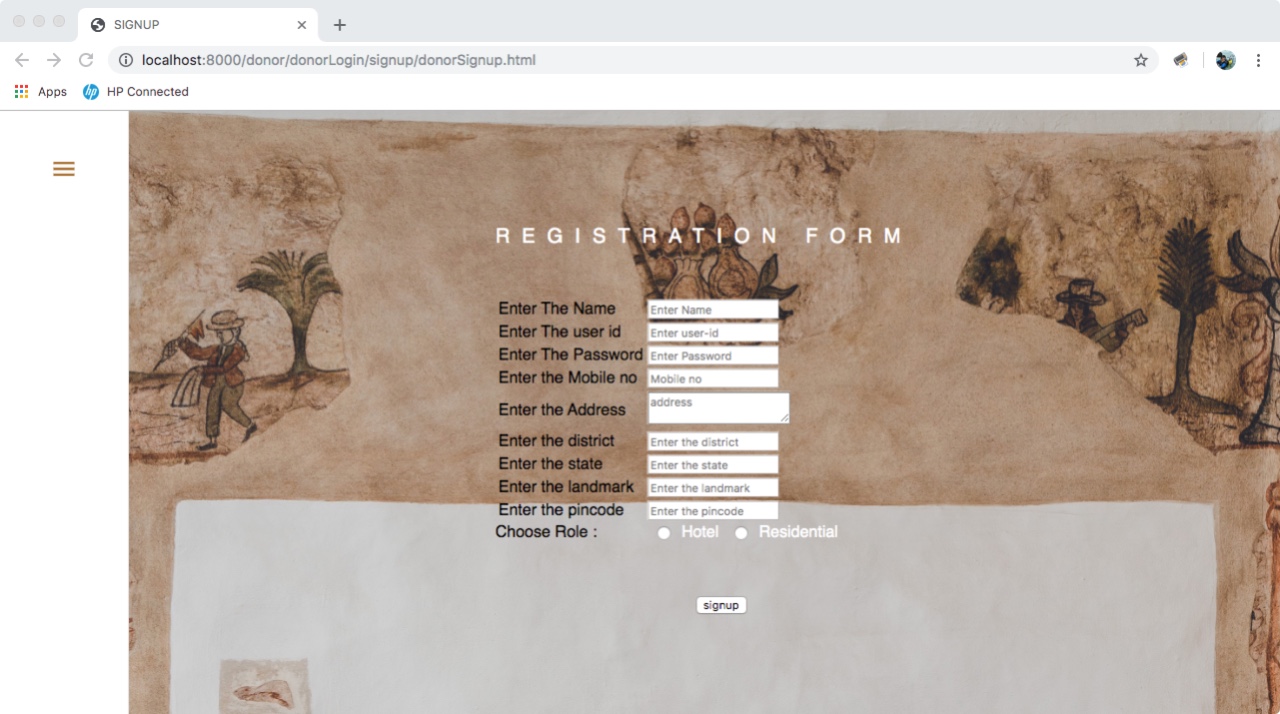 SIGNUP
localhost:8000/donor/donorLogin/signup/donorSignup.html
Apps hp HP Connected
REGISTRATION FORM
Enter The Name Enter Name
Enter The user id Enter user-id
Enter The Password Enter Password
Enter the Mobile no Mobile no
Enter the Address address
Enter the district Enter the district
Enter the state Enter the state
Enter the landmark Enter the landmark
Enter the pincode Enter the pincode
Choose Role : Hotel Residential
signup